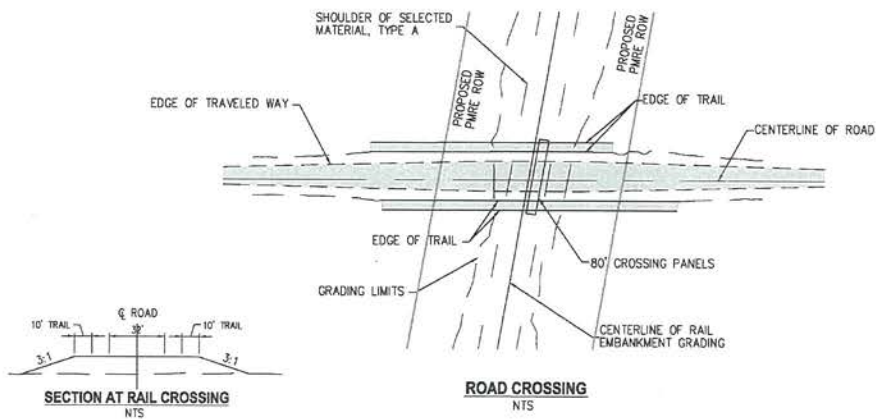 SHOULDER OF SELECTED
MATERIAL, TYPE A
PROPOSED
PMRE ROW
PROPOSED
PMRE ROW
EDGE OF TRAVELED WAY
EDGE OF TRAIL
CENTERLINE OF ROAD
EDGE OF TRAIL
80' CROSSING PANELS
GRADING LIMITS
CENTERLINE OF RAIL
EMBANKMENT GRADING
℄ ROAD
10' TRAIL
10' TRAIL
3:1
3:1
SECTION AT RAIL CROSSING
NTS
ROAD CROSSING
NTS